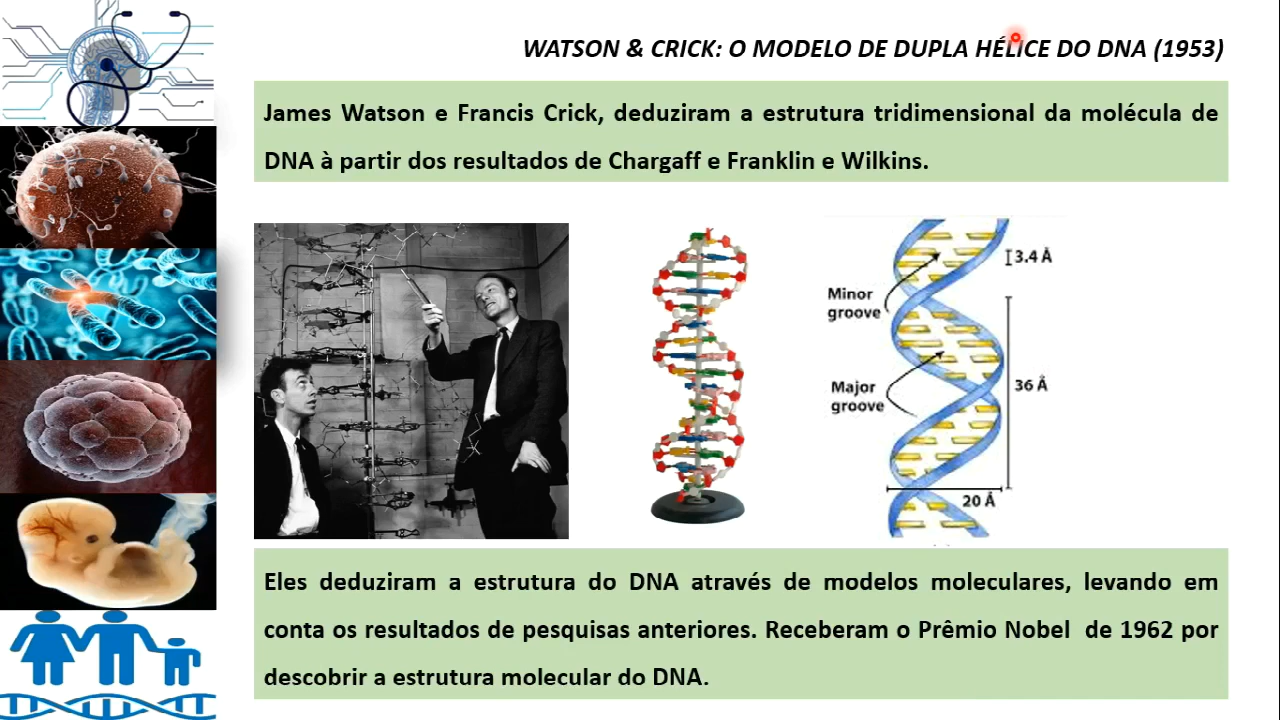 WATSON & CRICK: O MODELO DE DUPLA HÉLICE DO DNA (1953)
James Watson e Francis Crick, deduziram a estrutura tridimensional da molécula de
DNA à partir dos resultados de Chargaff e Franklin e Wilkins.
3.4 Å
Minor
groove
Major
groove
36 Å
20 Å
Eles deduziram a estrutura do DNA através de modelos moleculares, levando em
conta os resultados de pesquisas anteriores. Receberam o Prêmio Nobel de 1962 por
descobrir a estrutura molecular do DNA.